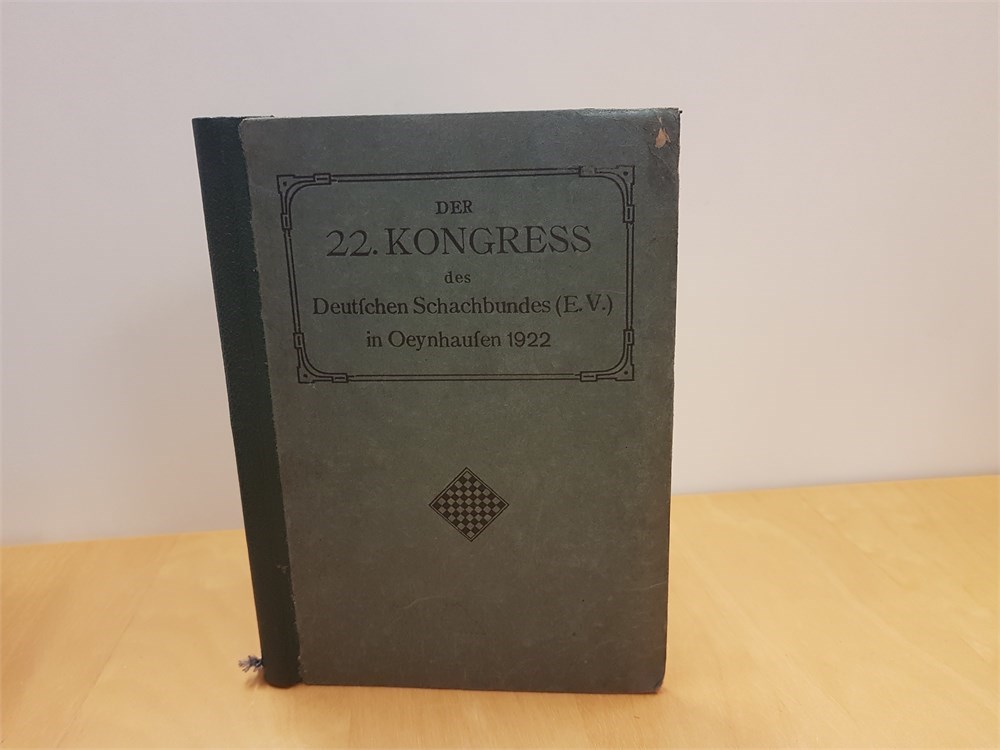 DER
22. KONGRESS
des
Deutſchen Schachbundes (E. V.)
in Oeynhauſen 1922